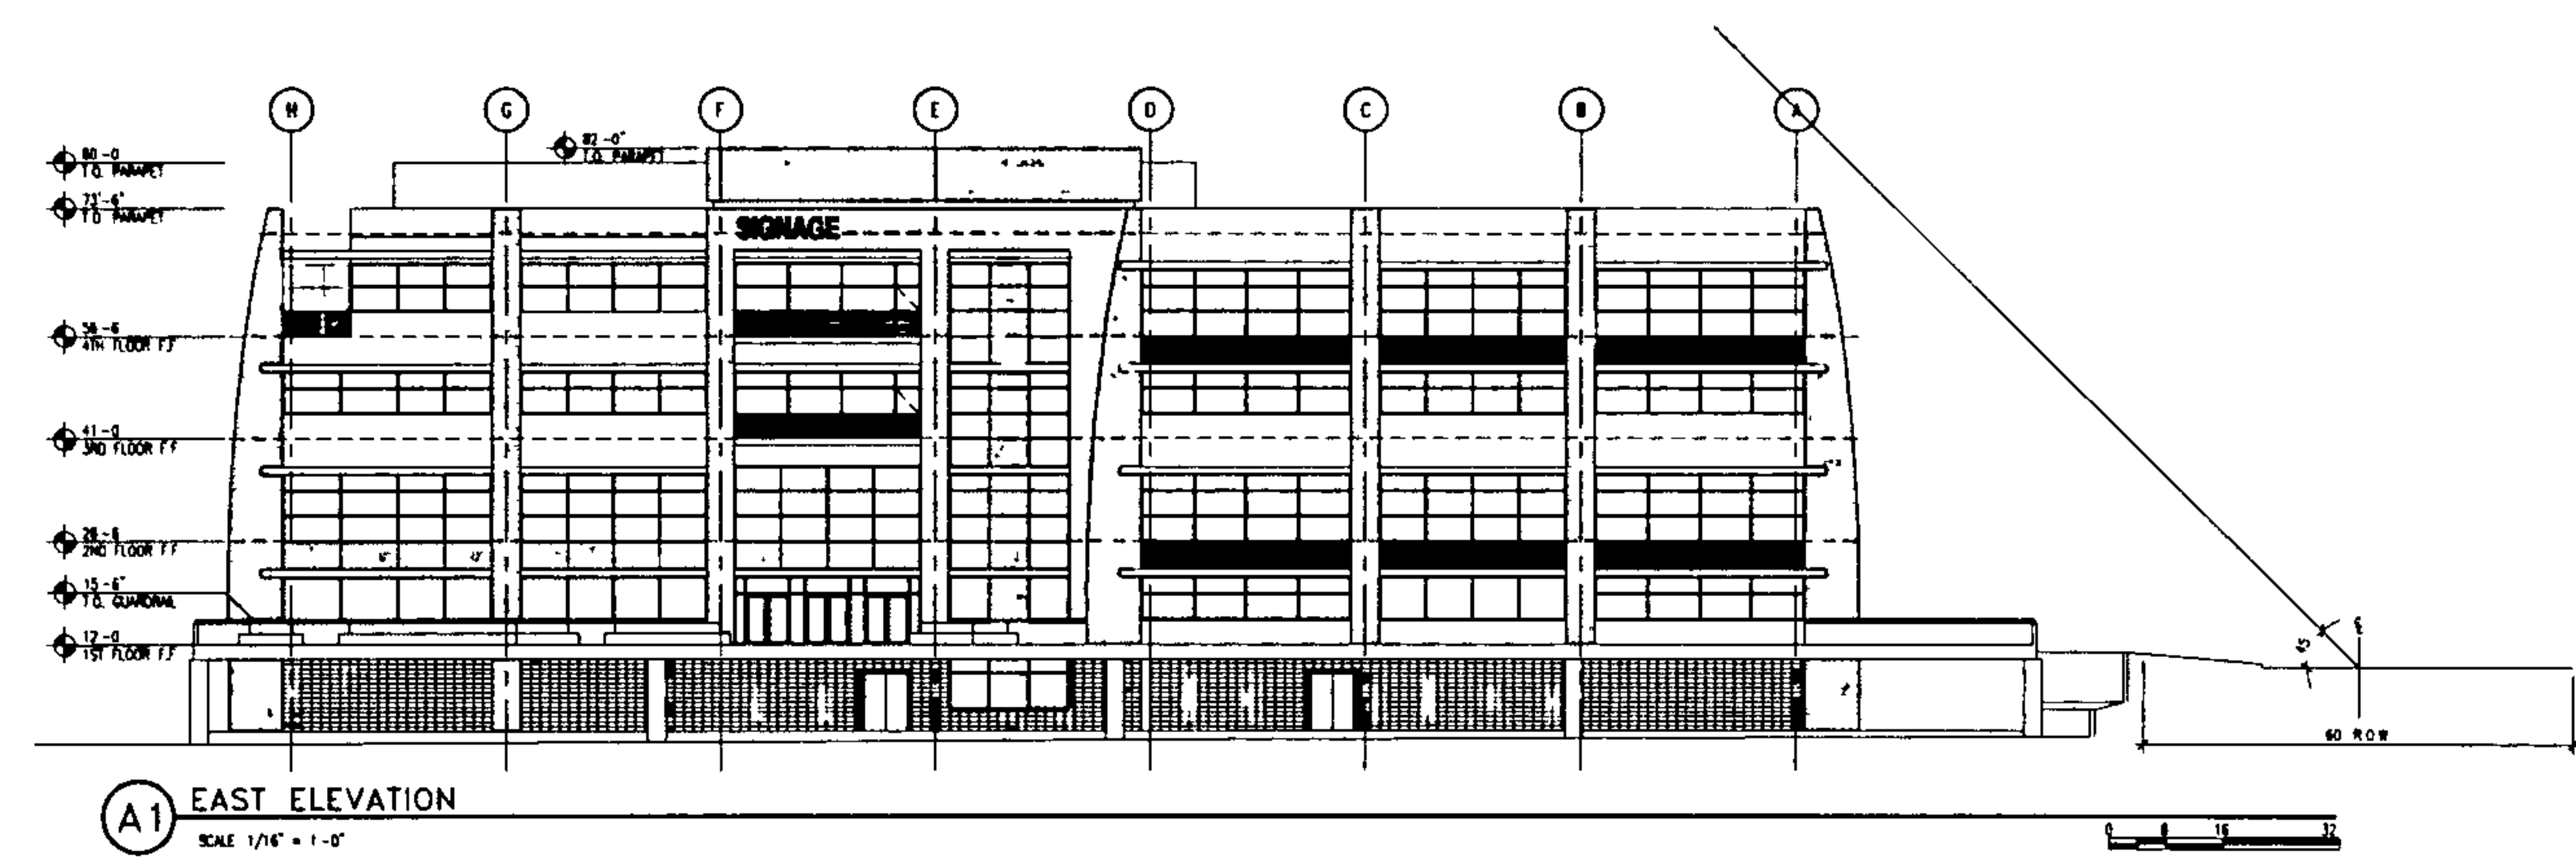 H G F E D C B A
82'-0"
T.O. PARAPET
80'-0
T.O. PARAPET
73'-6"
T.O. PARAPET
SIGNAGE
56'-6
4TH FLOOR F.F
41'-0
3RD FLOOR F.F
28'-6
2ND FLOOR F.F
15'-6"
T.O. GUARDRAIL
12'-0
1ST FLOOR F.F
45
60 R O W
A1
EAST ELEVATION
SCALE 1/16" = 1'-0"
0 8 16 32